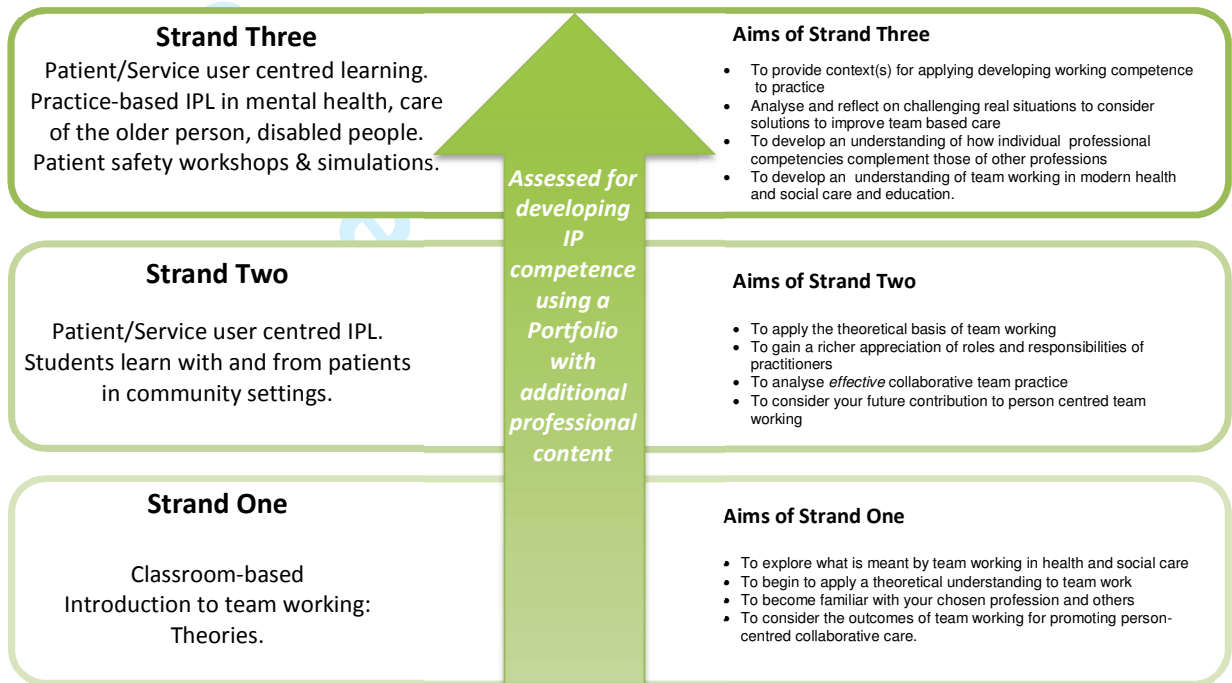 Strand Three
Patient/Service user centred learning.
Practice-based IPL in mental health, care
of the older person, disabled people.
Patient safety workshops & simulations.
Aims of Strand Three
• To provide context(s) for applying developing working competence
to practice
• Analyse and reflect on challenging real situations to consider
solutions to improve team based care
• To develop an understanding of how individual professional
competencies complement those of other professions
• To develop an understanding of team working in modern health
and social care and education.
Assessed for
developing
IP
competence
using a
Portfolio
with
additional
professional
content
Strand Two
Patient/Service user centred IPL.
Students learn with and from patients
in community settings.
Aims of Strand Two
• To apply the theoretical basis of team working
• To gain a richer appreciation of roles and responsibilities of
practitioners
• To analyse effective collaborative team practice
• To consider your future contribution to person centred team
working
Strand One
Classroom-based
Introduction to team working:
Theories.
Aims of Strand One
• To explore what is meant by team working in health and social care
• To begin to apply a theoretical understanding to team work
• To become familiar with your chosen profession and others
• To consider the outcomes of team working for promoting person-
centred collaborative care.